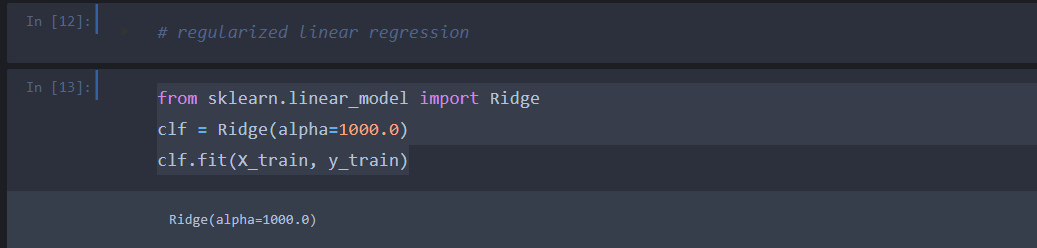 In [12]:
# regularized linear regression
In [13]:
from sklearn.linear_model import Ridge
clf = Ridge(alpha=1000.0)
clf.fit(X_train, y_train)
Ridge(alpha=1000.0)